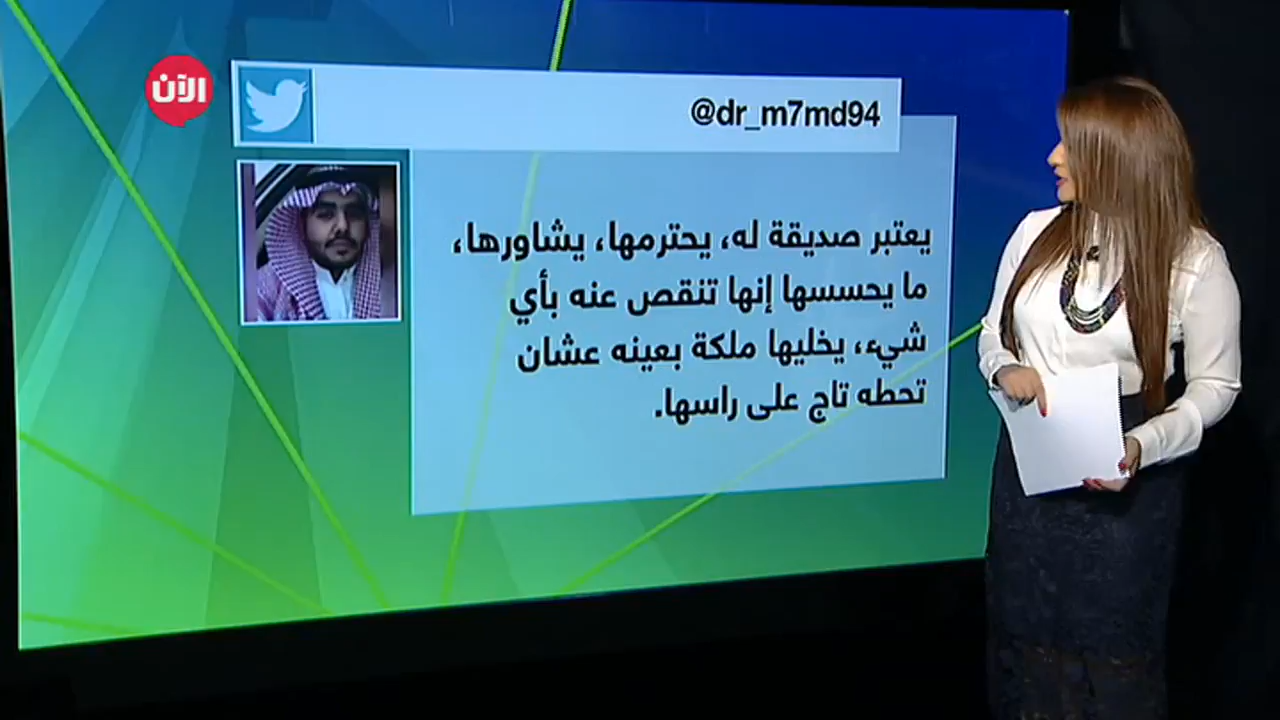 الآن
@dr_m7md94
يعتبر صديقة له، يحترمها، يشاورها،
ما يحسسها إنها تنقص عنه بأي
شيء، يخليها ملكة بعينه عشان
تحطه تاج على راسها.